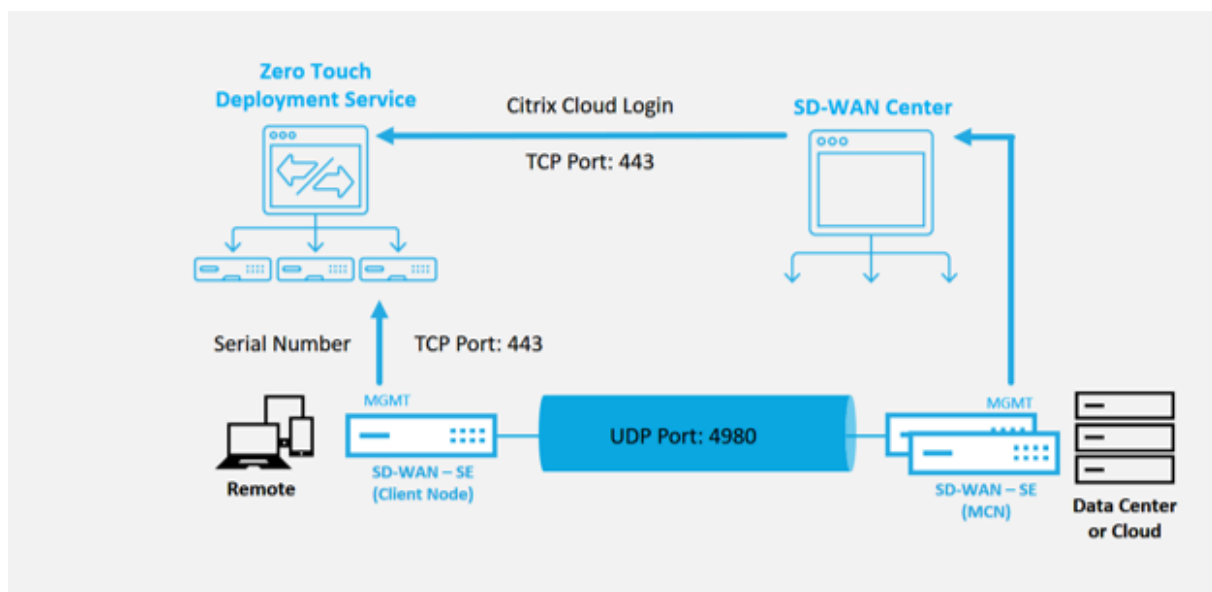 Zero Touch
Deployment Service
Citrix Cloud Login
SD-WAN Center
TCP Port: 443
Serial Number
TCP Port: 443
MGMT
MGMT
UDP Port: 4980
Remote
SD-WAN – SE
(Client Node)
SD-WAN – SE
(MCN)
Data Center
or Cloud